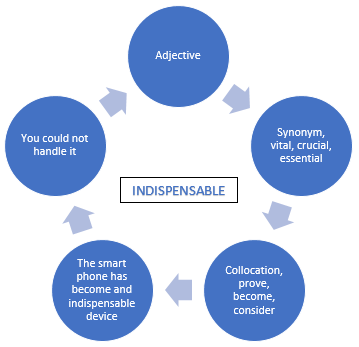 Adjective
Synonym,
vital, crucial,
essential
Collocation,
prove,
become,
consider
The smart
phone has
become and
indispensable
device
You could not
handle it
INDISPENSABLE